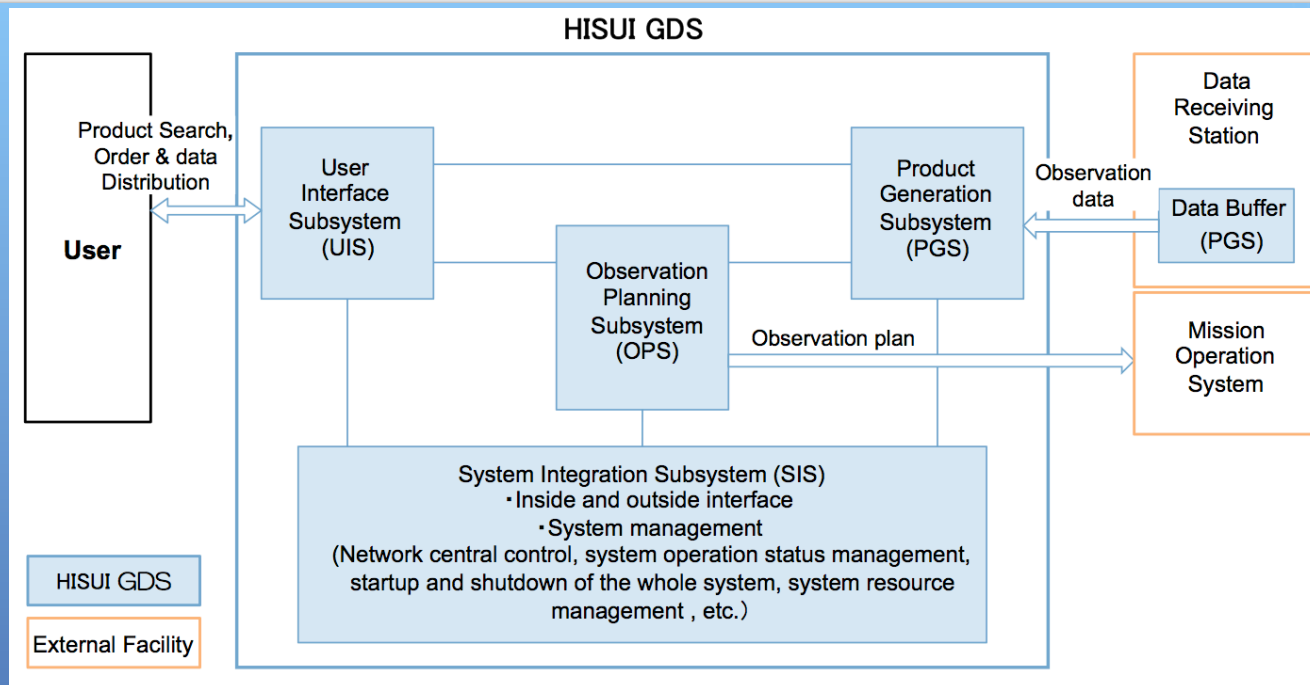 HISUI GDS
User
Product Search,
Order & data
Distribution
User
Interface
Subsystem
(UIS)
Observation
Planning
Subsystem
(OPS)
Product
Generation
Subsystem
(PGS)
Observation
data
Data
Receiving
Station
Data Buffer
(PGS)
Observation plan
Mission
Operation
System
System Integration Subsystem (SIS)
・Inside and outside interface
・System management
(Network central control, system operation status management,
startup and shutdown of the whole system, system resource
management , etc.）
HISUI GDS
External Facility